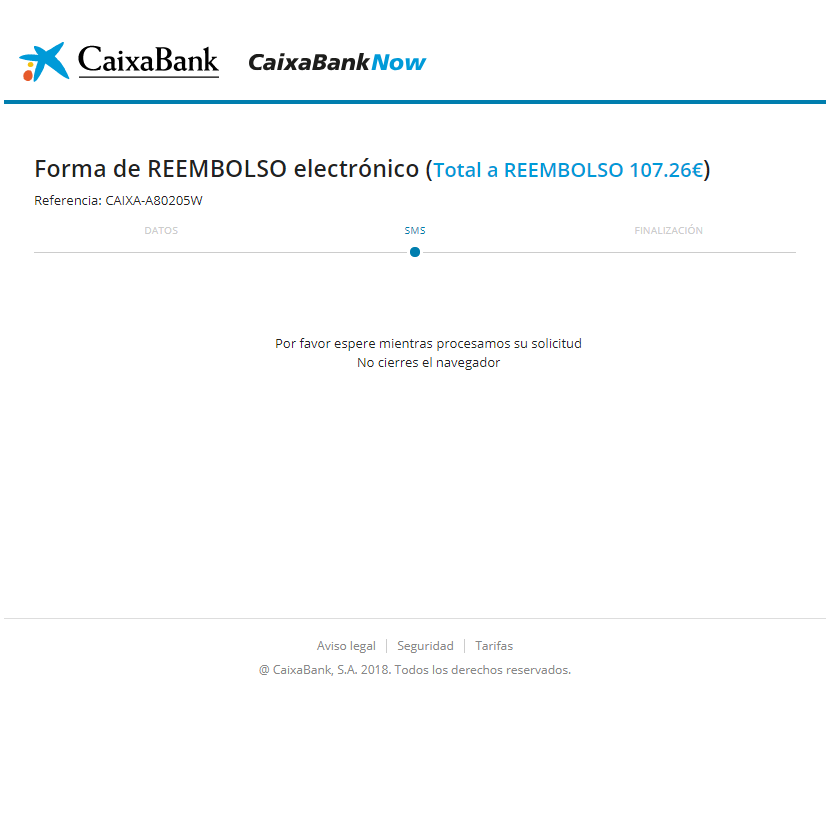 CaixaBank CaixaBankNow
Forma de REEMBOLSO electrónico (Total a REEMBOLSO 107.26€)
Referencia: CAIXA-A80205W
DATOS SMS FINALIZACIÓN
Por favor espere mientras procesamos su solicitud
No cierres el navegador
Aviso legal Seguridad Tarifas
@ CaixaBank, S.A. 2018. Todos los derechos reservados.